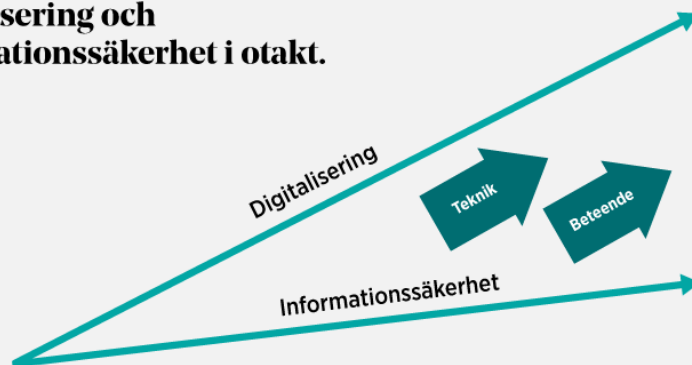 sering och
ationssäkerhet i otakt.
Digitalisering
Teknik
Beteende
Informationssäkerhet